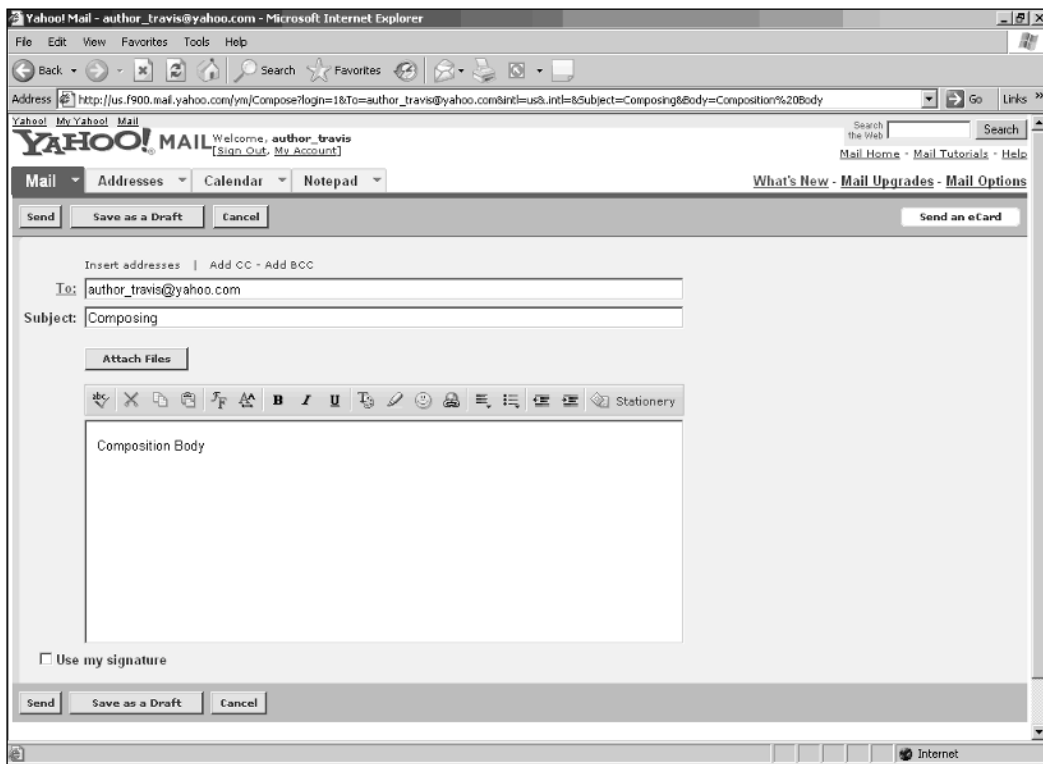 Yahoo! Mail - author_travis@yahoo.com - Microsoft Internet Explorer
File Edit View Favorites Tools Help
Back Search Favorites
Address http://us.f900.mail.yahoo.com/ym/Compose?login=1&To=author_travis@yahoo.com&intl=us&.intl=&Subject=Composing&Body=Composition%20Body Go Links »
Yahoo! My Yahoo! Mail
YAHOO! MAIL Welcome, author_travis
[Sign Out, My Account]
Search the Web Search
Mail Home - Mail Tutorials - Help
Mail Addresses Calendar Notepad What's New - Mail Upgrades - Mail Options
Send Save as a Draft Cancel Send an eCard
Insert addresses | Add CC - Add BCC
To: author_travis@yahoo.com
Subject: Composing
Attach Files
abc B I U Stationery
Composition Body
Use my signature
Send Save as a Draft Cancel
Internet